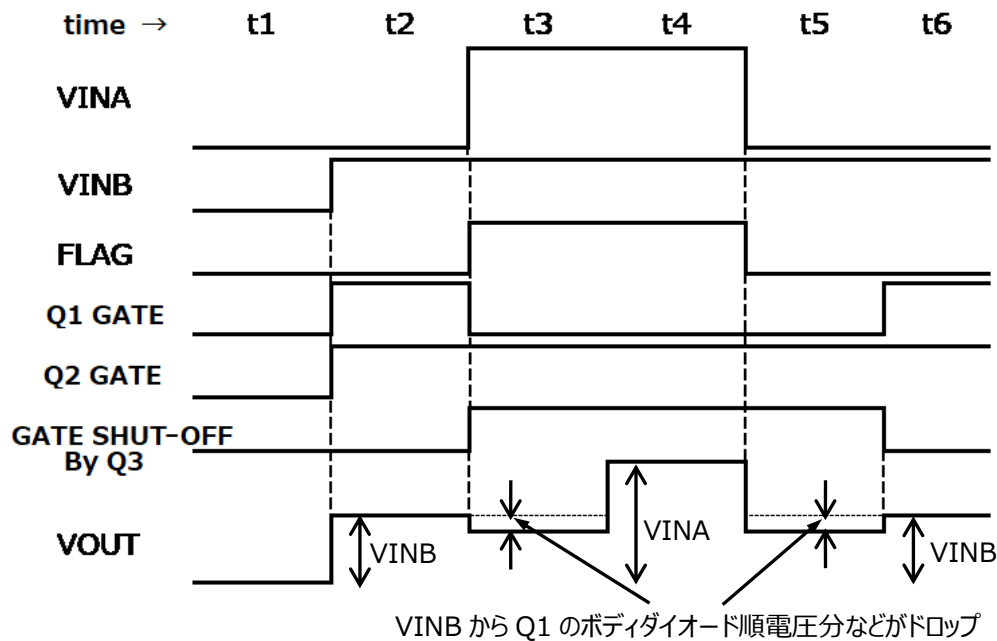 time → t1 t2 t3 t4 t5 t6
VINA
VINB
FLAG
Q1 GATE
Q2 GATE
GATE SHUT-OFF
By Q3
VOUT
VINB
VINA
VINB
VINB から Q1 のボディダイオード順電圧分などがドロップ